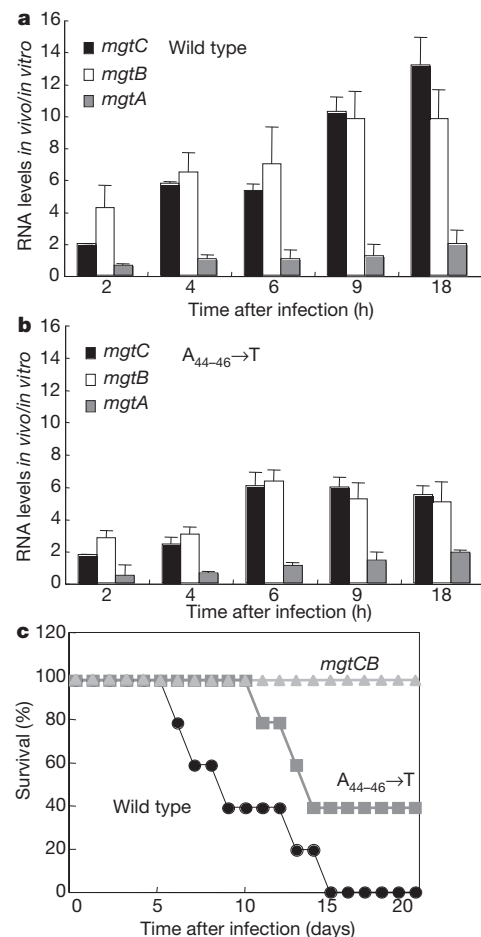 a
16
14
12
10
8
6
4
2
0
RNA levels in vivo/in vitro
mgtC Wild type
mgtB
mgtA
2 4 6 9 18
Time after infection (h)
b
16
14
12
10
8
6
4
2
0
RNA levels in vivo/in vitro
mgtC A44–46→T
mgtB
mgtA
2 4 6 9 18
Time after infection (h)
c
120
100
80
60
40
20
0
Survival (%)
mgtCB
A44–46→T
Wild type
0 5 10 15 20
Time after infection (days)